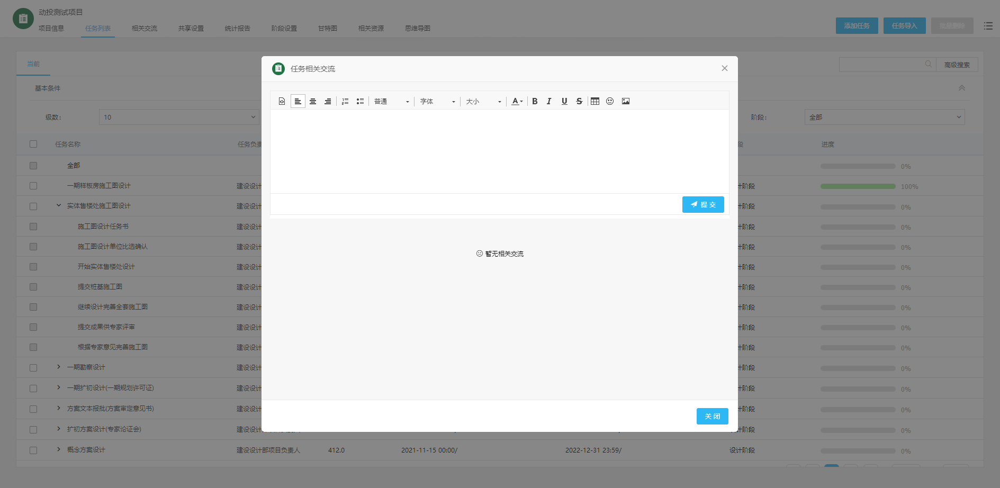 动投测试项目
项目信息 任务列表 相关交流 共享设置 统计报告 阶段设置 甘特图 相关资源 思维导图
添加任务 任务导入 批量删除
当前
高级搜索
任务相关交流
基本条件
普通 字体 大小
级数: 10
阶段: 全部
任务名称 任务负责 段 进度
全部 0%
一期样板房施工图设计 建设设计 计阶段 100%
实体售楼处施工图设计 建设设计 计阶段 0%
提 交
施工图设计任务书 建设设计 计阶段 0%
施工图设计单位比选确认 建设设计 计阶段 0%
暂无相关交流
开始实体售楼处设计 建设设计 计阶段 0%
提交桩基施工图 建设设计 计阶段 0%
继续设计完善全套施工图 建设设计 计阶段 0%
提交成果供专家评审 建设设计 计阶段 0%
根据专家意见完善施工图 建设设计 计阶段 0%
一期勘察设计 建设设计 计阶段 0%
一期扩初设计(一期规划许可证) 建设设计 计阶段 0%
方案文本报批(方案审定意见书) 建设设计 计阶段 0%
关 闭
扩初方案设计(专家论证会) 建设设计 计阶段 0%
概念方案设计 建设设计部项目负责人 412.0 2021-11-15 00:00/ 2022-12-31 23:59/ 设计阶段 0%